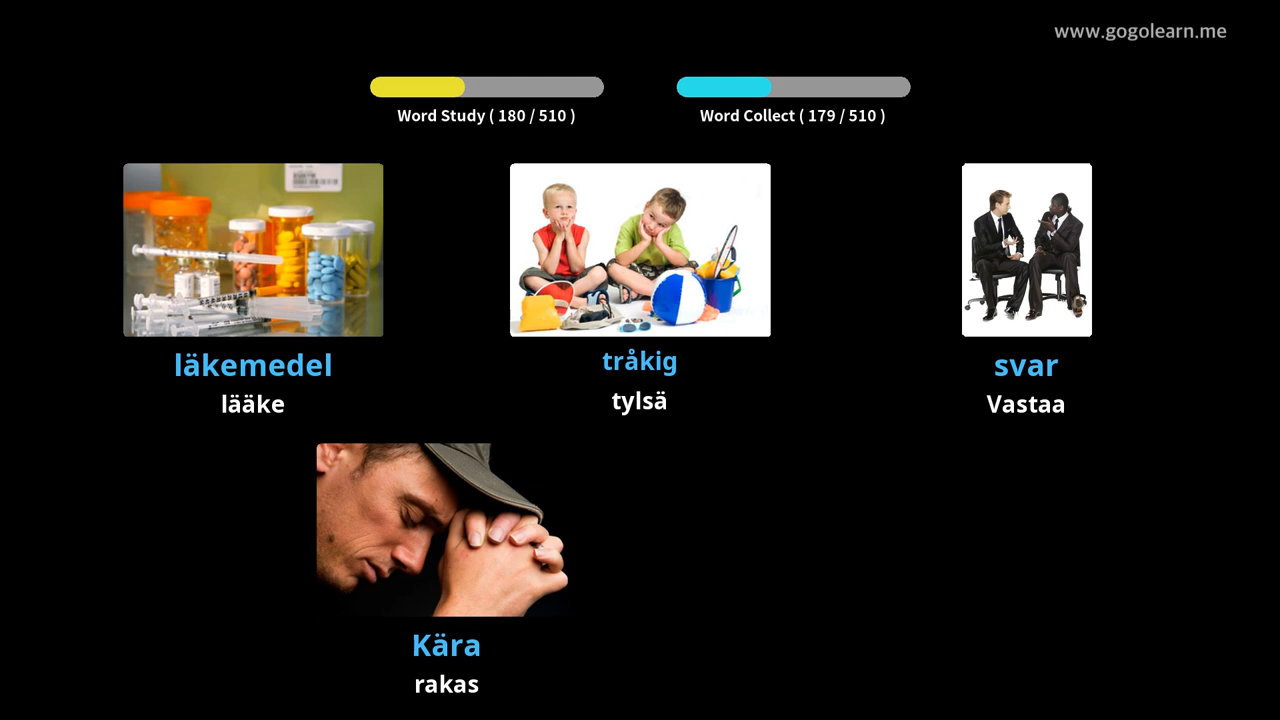 www.gogolearn.me
Word Study ( 180 / 510 )
Word Collect ( 179 / 510 )
läkemedel
lääke
tråkig
tylsä
svar
Vastaa
Kära
rakas